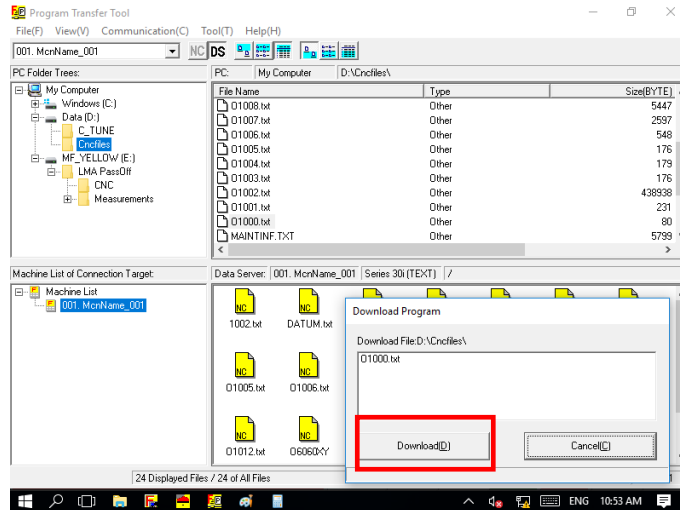 Program Transfer Tool
File(F) View(V) Communication(C) Tool(T) Help(H)
001. McnName_001 NC DS
PC Folder Trees:
My Computer
Windows (C:)
Data (D:)
C_TUNE
Cncfiles
MF_YELLOW (E:)
LMA PassOff
CNC
Measurements
PC: My Computer D:\Cncfiles\
File Name Type Size(BYTE)
O1008.txt Other 5447
O1007.txt Other 2597
O1006.txt Other 548
O1005.txt Other 176
O1004.txt Other 179
O1003.txt Other 176
O1002.txt Other 438938
O1001.txt Other 231
O1000.txt Other 80
MAINTINF.TXT Other 5799
Machine List of Connection Target:
Machine List
001. McnName_001
Data Server: 001. McnName_001 Series 30i (TEXT) /
NC NC
1002.txt DATUM.txt
NC NC
O1005.txt O1006.txt
NC NC
O1012.txt O6060XY
Download Program
Download File:D:\Cncfiles\
O1000.txt
Download(D) Cancel(C)
24 Displayed Files / 24 of All Files
ENG 10:53 AM